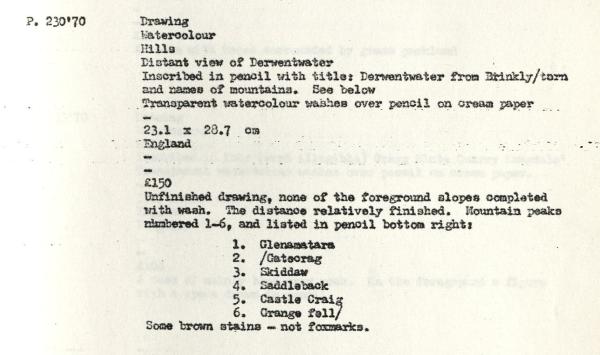 P. 230'70
Drawing
Watercolour
Hills
Distant view of Derwentwater
Inscribed in pencil with title: Derwentwater from Brinkly/tarn
and names of mountains. See below
Transparent watercolour washes over pencil on cream paper
-
23.1 x 28.7 cm
England
-
-
£150
Unfinished drawing, none of the foreground slopes completed
with wash. The distance relatively finished. Mountain peaks
numbered 1-6, and listed in pencil bottom right:
1. Glenamatara
2. /Gatecrag
3. Skiddaw
4. Saddleback
5. Castle Craig
6. Grange fell/
Some brown stains - not foxmarks.